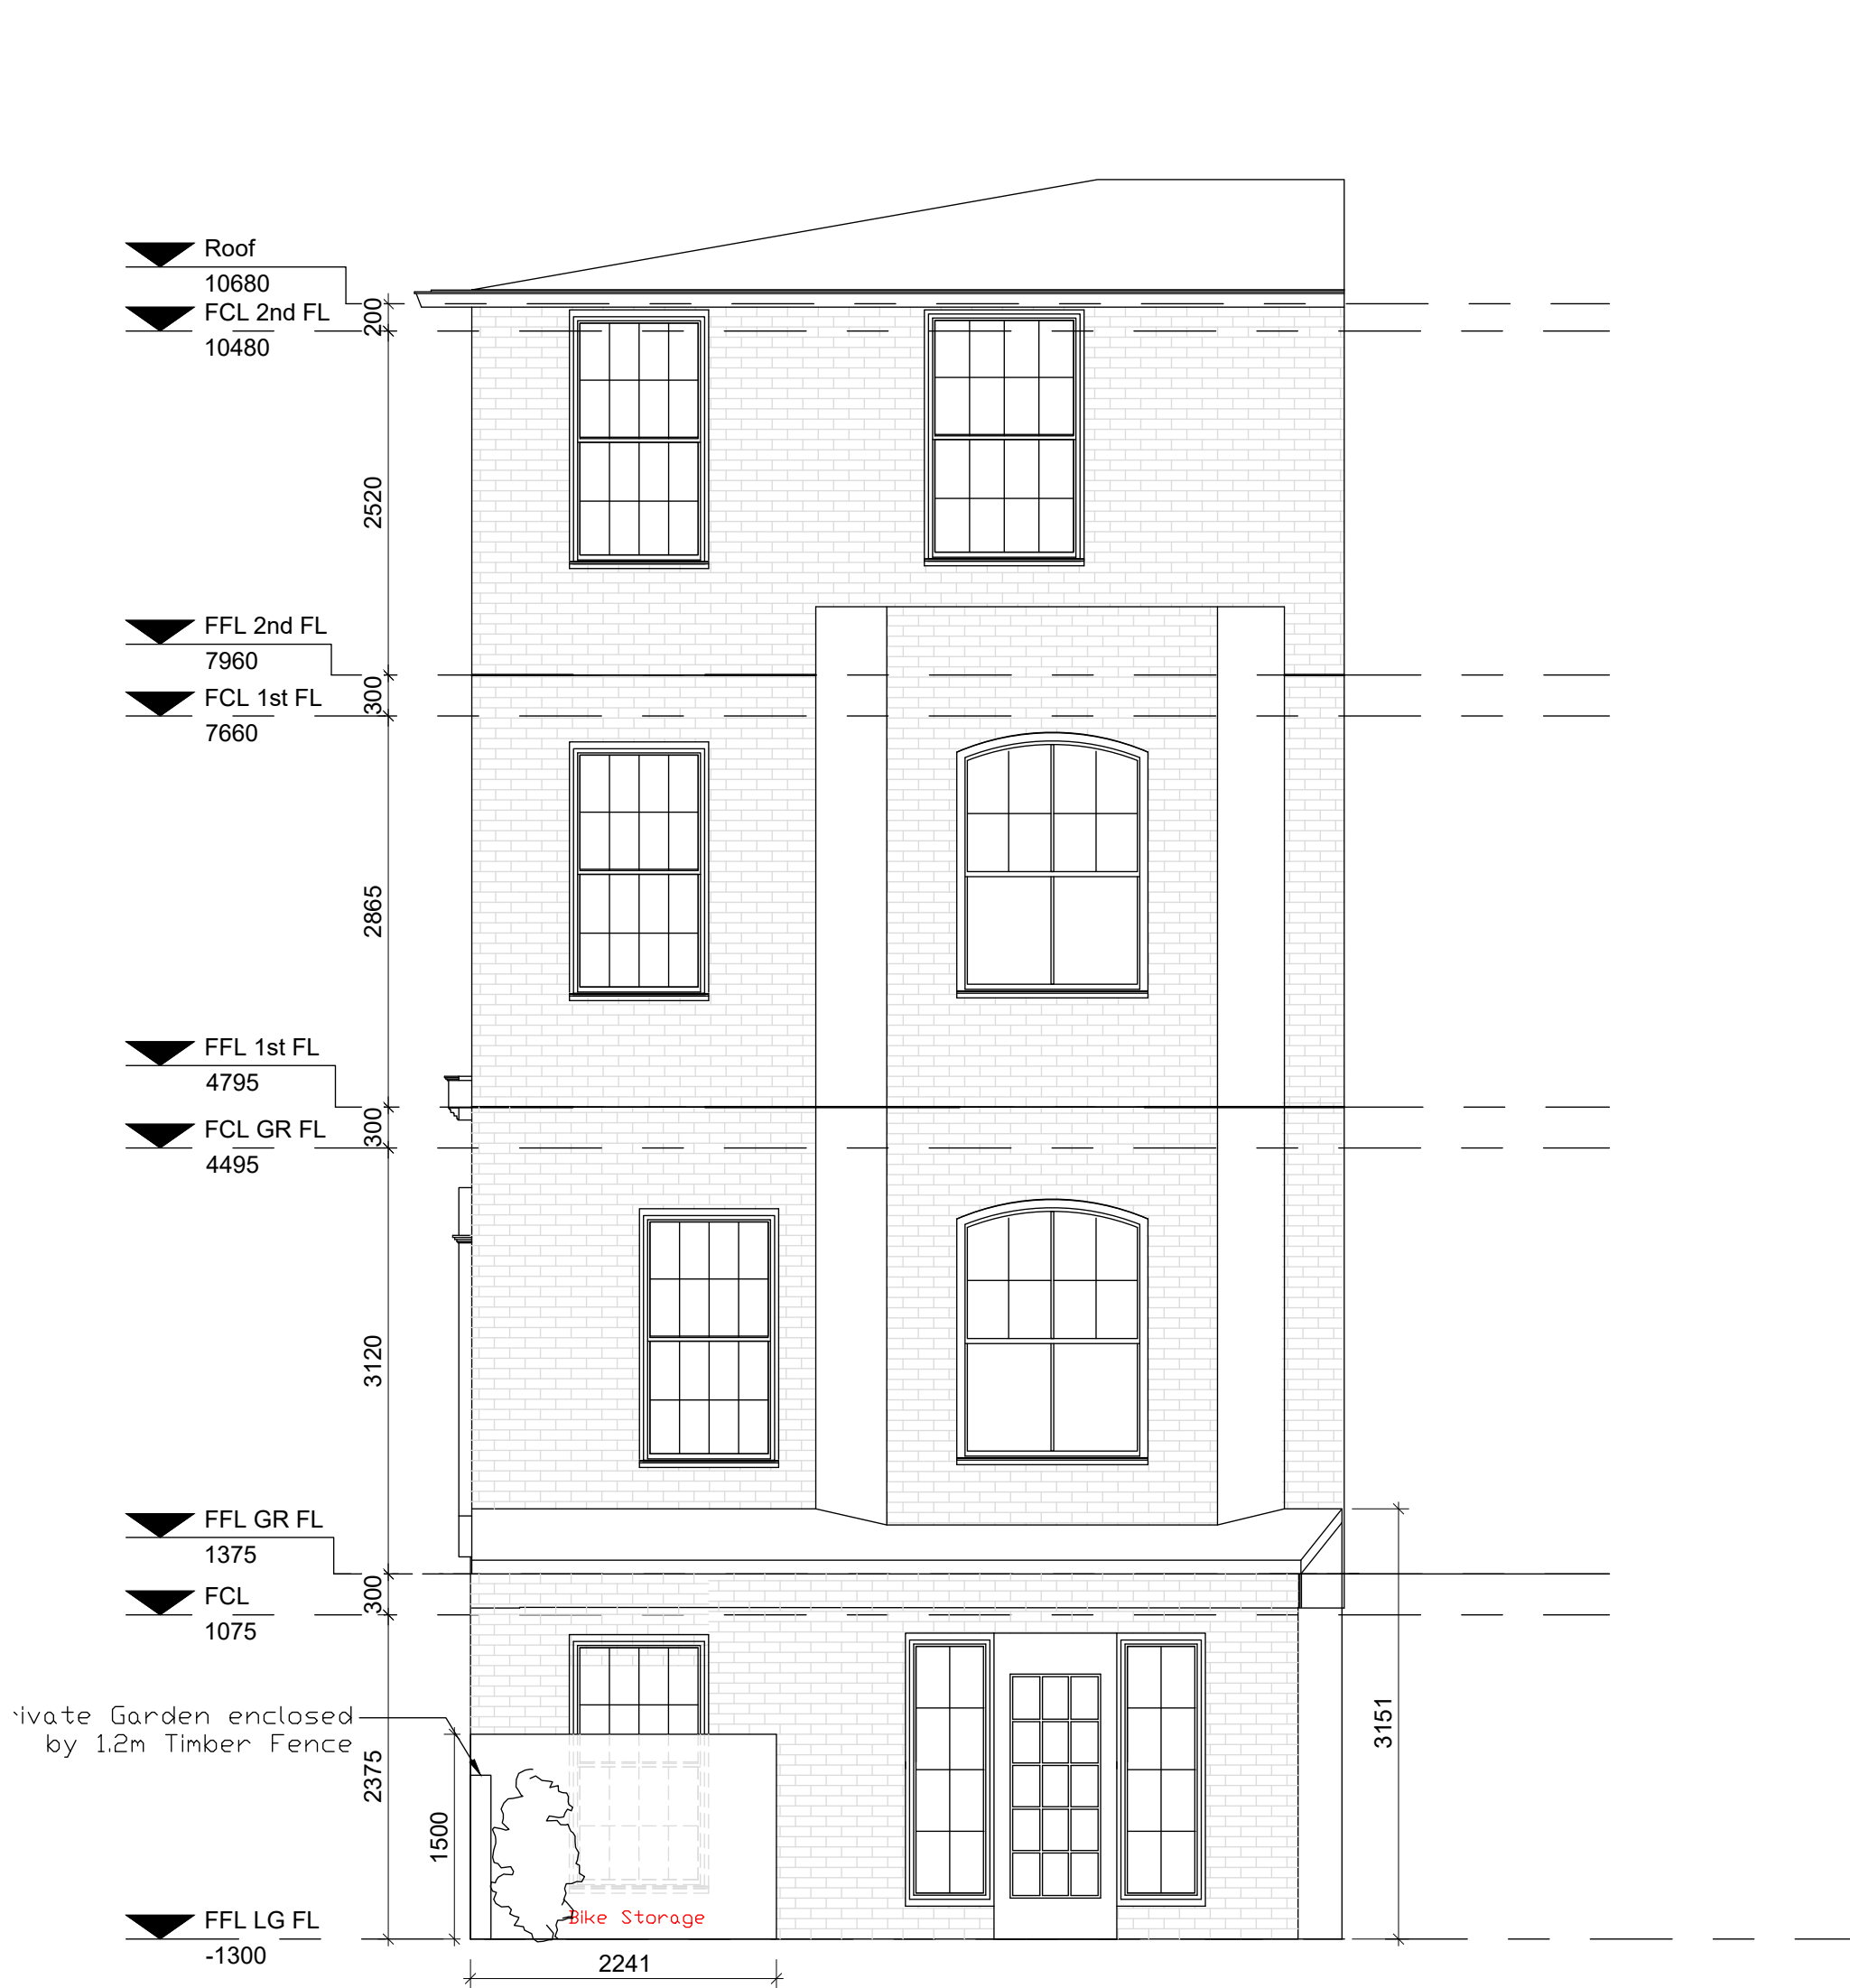 Roof
10680
FCL 2nd FL
10480
200
2520
FFL 2nd FL
7960
300
FCL 1st FL
7660
2865
FFL 1st FL
4795
300
FCL GR FL
4495
3120
FFL GR FL
1375
300
FCL
1075
ivate Garden enclosed
by 1.2m Timber Fence
2375
1500
3151
Bike Storage
FFL LG FL
-1300
2241